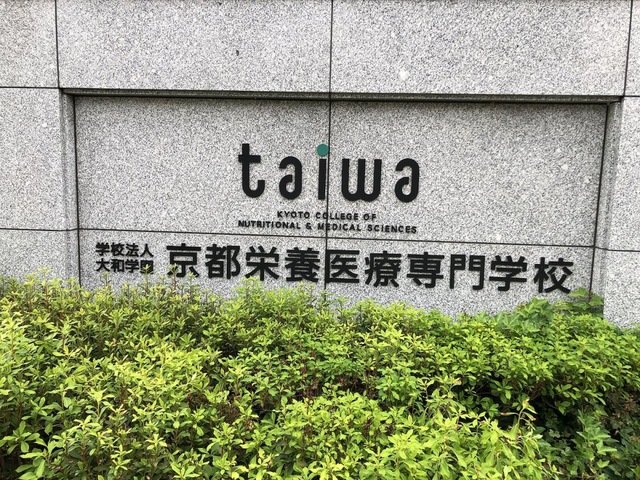 taiwa
KYOTO COLLEGE OF
NUTRITIONAL & MEDICAL SCIENCES
学校法人
大和学園
京都栄養医療専門学校